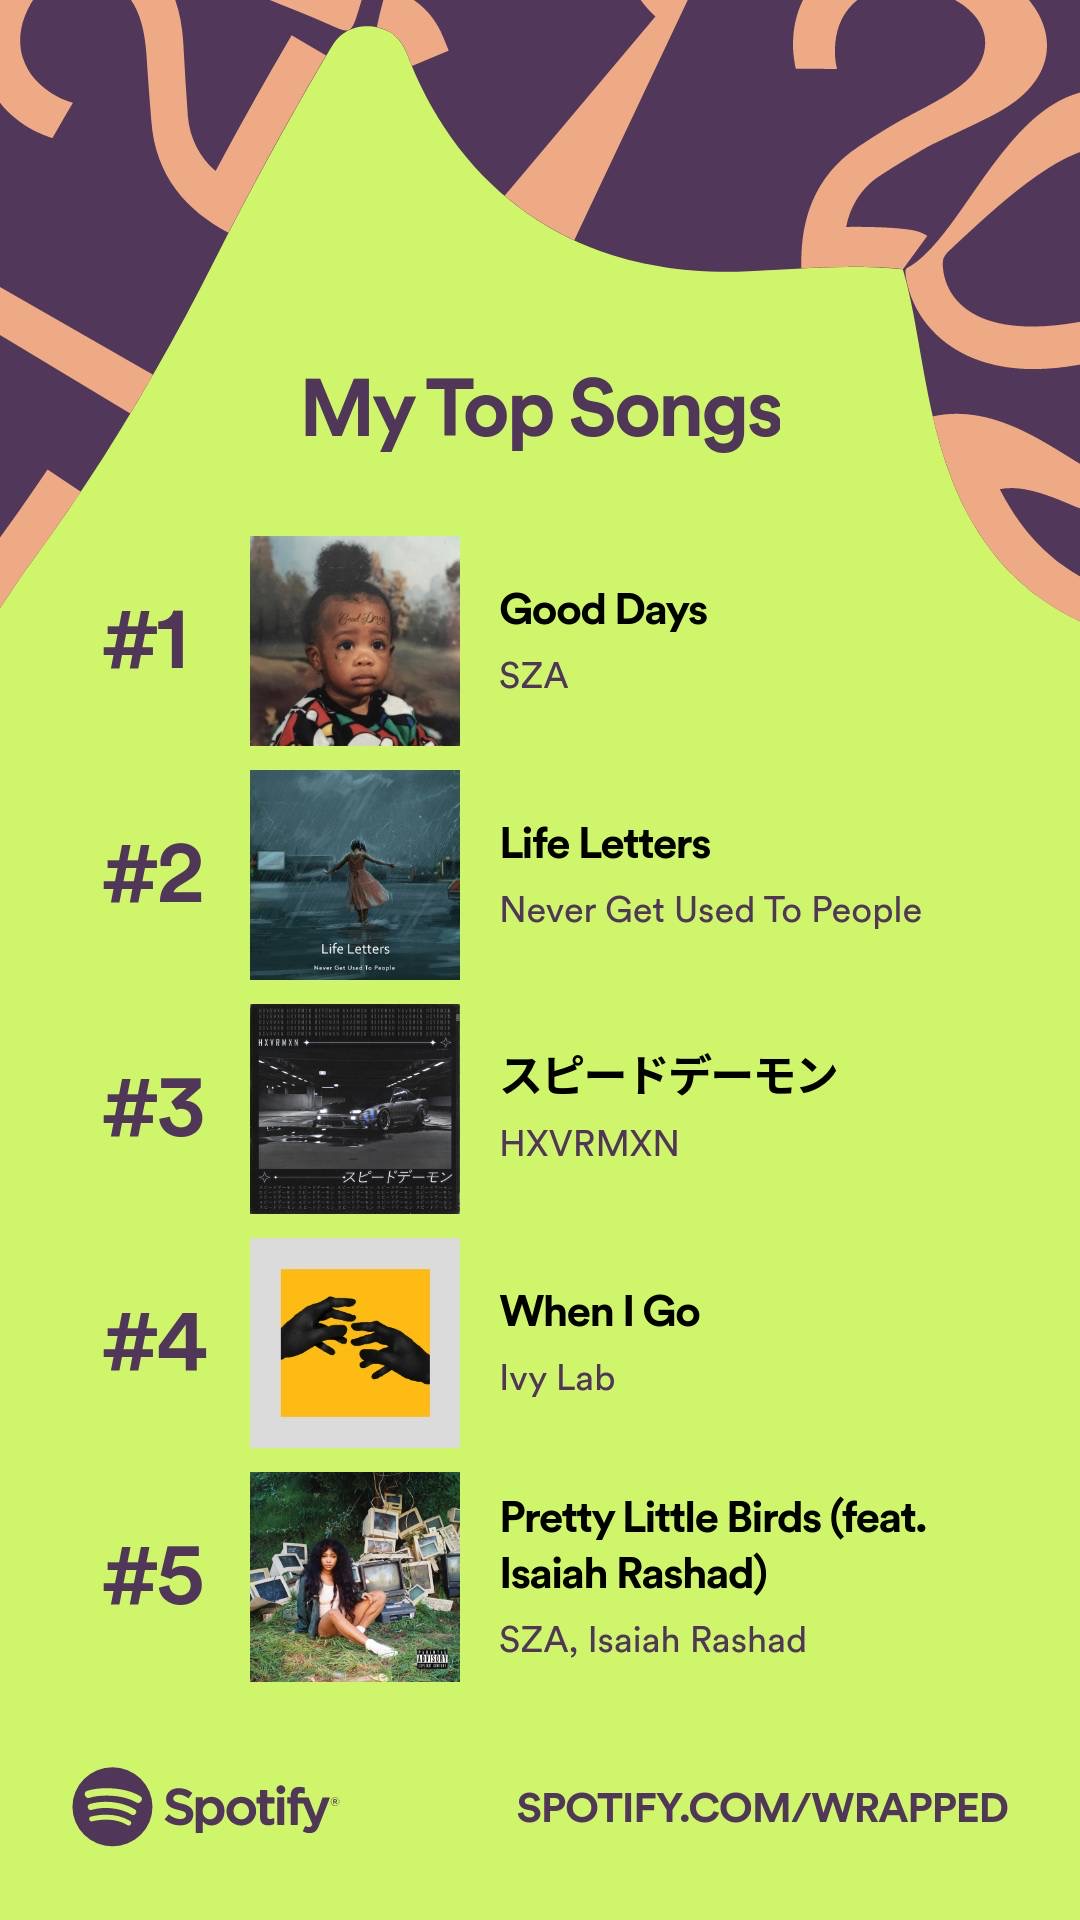 My Top Songs
#1
Good Days
SZA
#2
Life Letters
Never Get Used To People
Life Letters
Never Get Used To People
#3
HXVRMXN
スピードデーモン
スピードデーモン
HXVRMXN
#4
When I Go
Ivy Lab
#5
Pretty Little Birds (feat.
Isaiah Rashad)
SZA, Isaiah Rashad
Spotify®
SPOTIFY.COM/WRAPPED